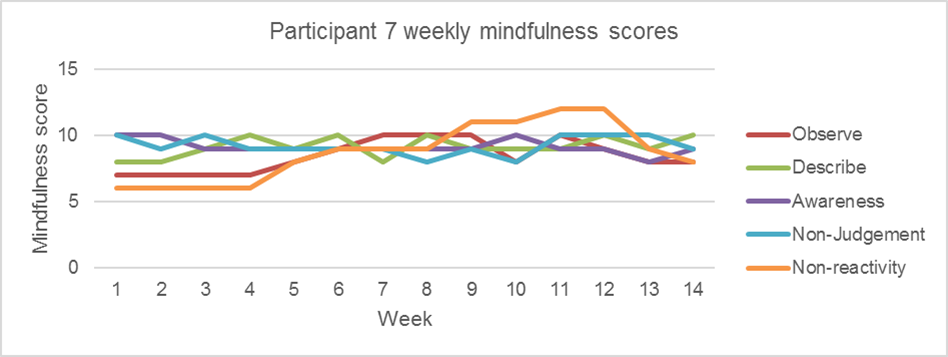 Participant 7 weekly mindfulness scores
Mindfulness score
15
10
5
0
1 2 3 4 5 6 7 8 9 10 11 12 13 14
Week
Observe
Describe
Awareness
Non-Judgement
Non-reactivity